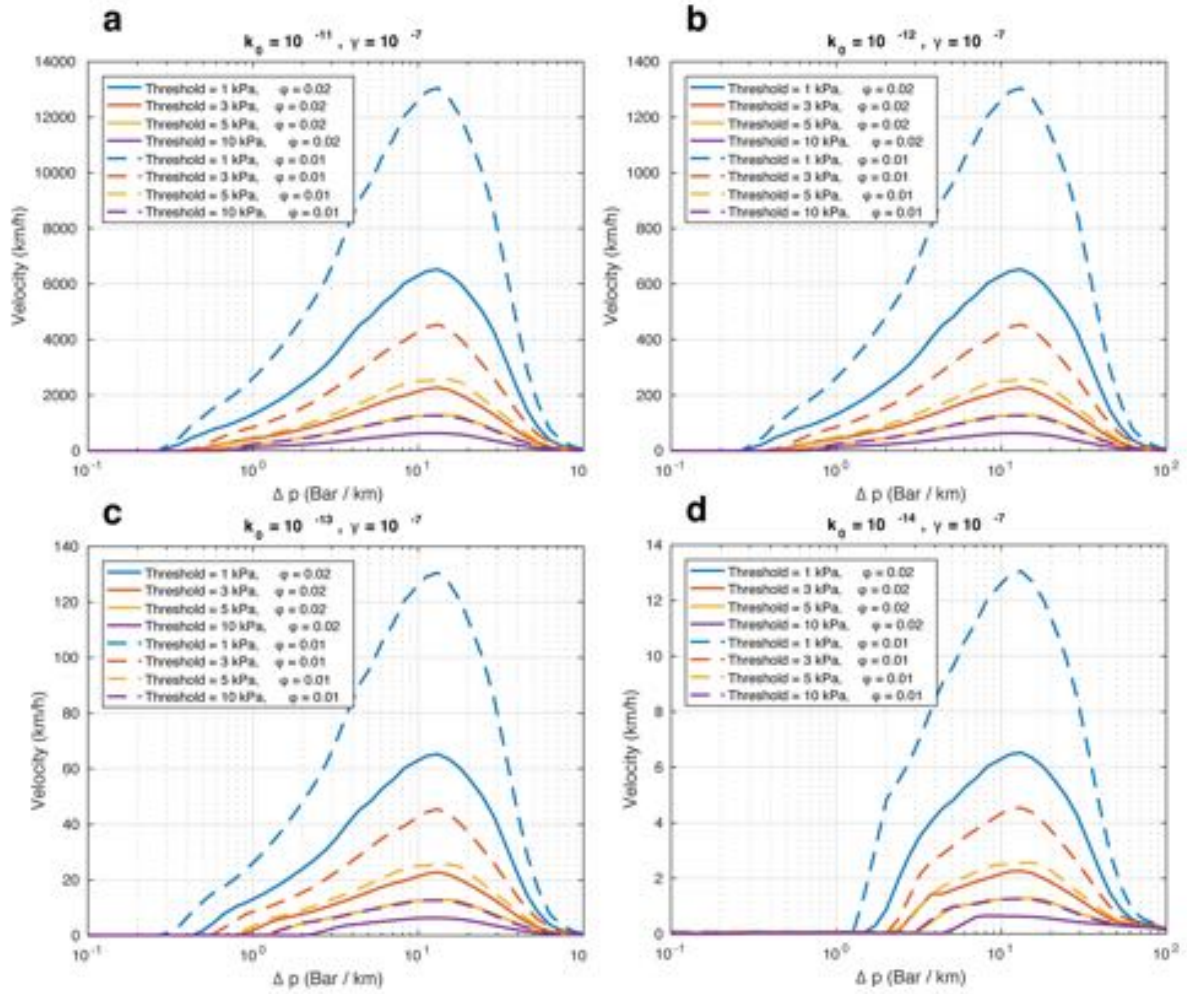 a
k₀ = 10 ⁻¹¹ , γ = 10 ⁻⁷
14000
12000
10000
8000
6000
4000
2000
0
Velocity (km/h)
Threshold = 1 kPa, φ = 0.02
Threshold = 3 kPa, φ = 0.02
Threshold = 5 kPa, φ = 0.02
Threshold = 10 kPa, φ = 0.02
Threshold = 1 kPa, φ = 0.01
Threshold = 3 kPa, φ = 0.01
Threshold = 5 kPa, φ = 0.01
Threshold = 10 kPa, φ = 0.01
10⁻¹ 10⁰ 10¹ 10
Δ p (Bar / km)
b
k₀ = 10 ⁻¹² , γ = 10 ⁻⁷
1400
1200
1000
800
600
400
200
0
Velocity (km/h)
Threshold = 1 kPa, φ = 0.02
Threshold = 3 kPa, φ = 0.02
Threshold = 5 kPa, φ = 0.02
Threshold = 10 kPa, φ = 0.02
Threshold = 1 kPa, φ = 0.01
Threshold = 3 kPa, φ = 0.01
Threshold = 5 kPa, φ = 0.01
Threshold = 10 kPa, φ = 0.01
10⁻¹ 10⁰ 10¹ 10²
Δ p (Bar / km)
c
k₀ = 10 ⁻¹³ , γ = 10 ⁻⁷
140
120
100
80
60
40
20
0
Velocity (km/h)
Threshold = 1 kPa, φ = 0.02
Threshold = 3 kPa, φ = 0.02
Threshold = 5 kPa, φ = 0.02
Threshold = 10 kPa, φ = 0.02
Threshold = 1 kPa, φ = 0.01
Threshold = 3 kPa, φ = 0.01
Threshold = 5 kPa, φ = 0.01
Threshold = 10 kPa, φ = 0.01
10⁻¹ 10⁰ 10¹ 10
Δ p (Bar / km)
d
k₀ = 10 ⁻¹⁴ , γ = 10 ⁻⁷
14
12
10
8
6
4
2
0
Velocity (km/h)
Threshold = 1 kPa, φ = 0.02
Threshold = 3 kPa, φ = 0.02
Threshold = 5 kPa, φ = 0.02
Threshold = 10 kPa, φ = 0.02
Threshold = 1 kPa, φ = 0.01
Threshold = 3 kPa, φ = 0.01
Threshold = 5 kPa, φ = 0.01
Threshold = 10 kPa, φ = 0.01
10⁻¹ 10⁰ 10¹ 10²
Δ p (Bar / km)